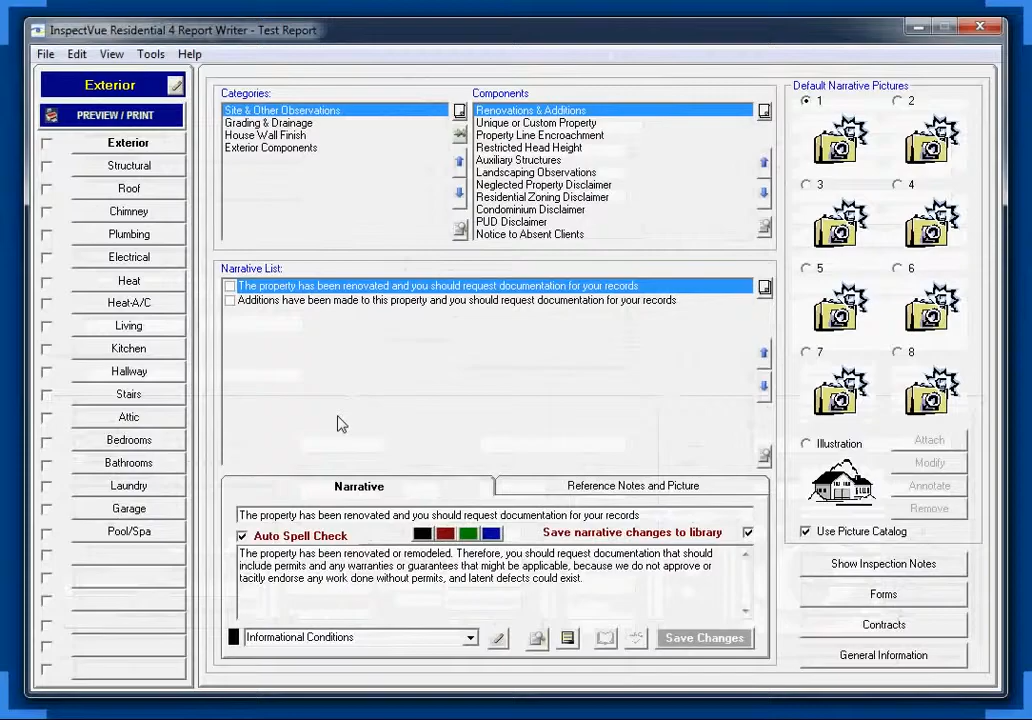 InspectVue Residential 4 Report Writer - Test Report
File Edit View Tools Help
Exterior
PREVIEW / PRINT
Exterior
Structural
Roof
Chimney
Plumbing
Electrical
Heat
Heat-A/C
Living
Kitchen
Hallway
Stairs
Attic
Bedrooms
Bathrooms
Laundry
Garage
Pool/Spa
Categories:
Site & Other Observations
Grading & Drainage
House Wall Finish
Exterior Components
Components
Renovations & Additions
Unique or Custom Property
Property Line Encroachment
Restricted Head Height
Auxiliary Structures
Landscaping Observations
Neglected Property Disclaimer
Residential Zoning Disclaimer
Condominium Disclaimer
PUD Disclaimer
Notice to Absent Clients
Narrative List:
The property has been renovated and you should request documentation for your records
Additions have been made to this property and you should request documentation for your records
Narrative
Reference Notes and Picture
The property has been renovated and you should request documentation for your records
Auto Spell Check
Save narrative changes to library
The property has been renovated or remodeled. Therefore, you should request documentation that should
include permits and any warranties or guarantees that might be applicable, because we do not approve or
tacitly endorse any work done without permits, and latent defects could exist.
Informational Conditions
Save Changes
Default Narrative Pictures
1 2
3 4
5 6
7 8
Illustration
Attach
Modify
Annotate
Remove
Use Picture Catalog
Show Inspection Notes
Forms
Contracts
General Information